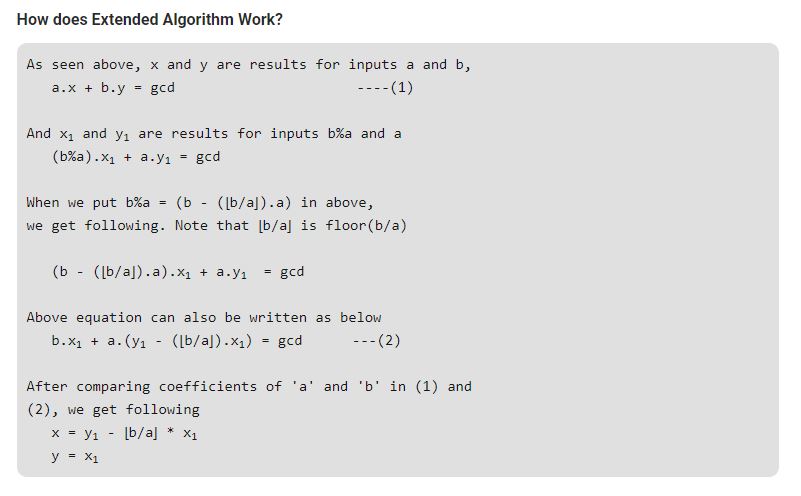 How does Extended Algorithm Work?
As seen above, x and y are results for inputs a and b,
a.x + b.y = gcd ----(1)
And x₁ and y₁ are results for inputs b%a and a
(b%a).x₁ + a.y₁ = gcd
When we put b%a = (b - (⌊b/a⌋).a) in above,
we get following. Note that ⌊b/a⌋ is floor(b/a)
(b - (⌊b/a⌋).a).x₁ + a.y₁ = gcd
Above equation can also be written as below
b.x₁ + a.(y₁ - (⌊b/a⌋).x₁) = gcd ---(2)
After comparing coefficients of 'a' and 'b' in (1) and
(2), we get following
x = y₁ - ⌊b/a⌋ * x₁
y = x₁